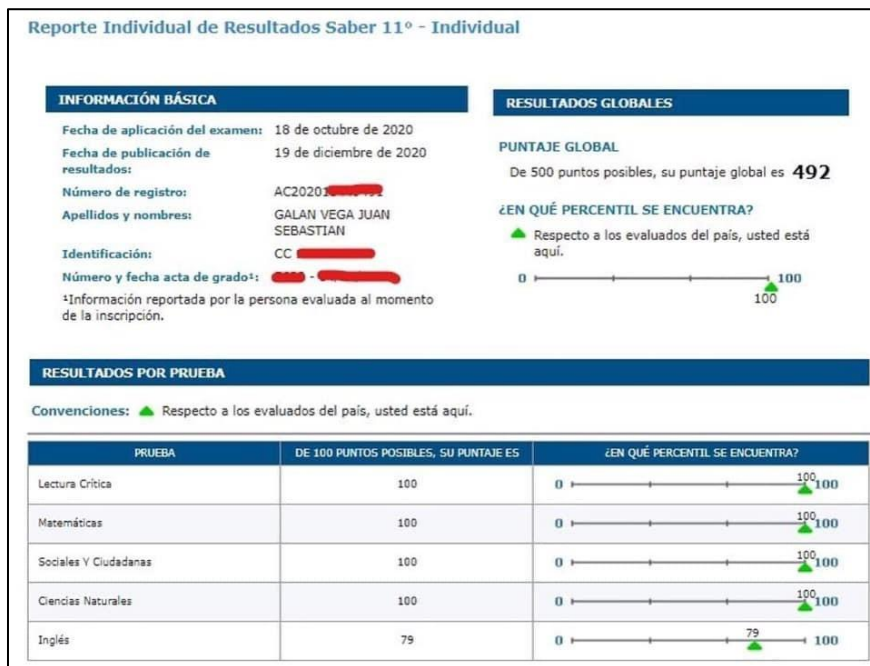 Reporte Individual de Resultados Saber 11° - Individual
INFORMACIÓN BÁSICA
Fecha de aplicación del examen: 18 de octubre de 2020
Fecha de publicación de resultados: 19 de diciembre de 2020
Número de registro: AC2020
Apellidos y nombres: GALAN VEGA JUAN SEBASTIAN
Identificación: CC
Número y fecha acta de grado¹: -
¹Información reportada por la persona evaluada al momento
de la inscripción.
RESULTADOS GLOBALES
PUNTAJE GLOBAL
De 500 puntos posibles, su puntaje global es 492
¿EN QUÉ PERCENTIL SE ENCUENTRA?
Respecto a los evaluados del país, usted está
aquí.
0 100
100
RESULTADOS POR PRUEBA
Convenciones: Respecto a los evaluados del país, usted está aquí.
PRUEBA DE 100 PUNTOS POSIBLES, SU PUNTAJE ES ¿EN QUÉ PERCENTIL SE ENCUENTRA?
Lectura Crítica 100 0 100 100
Matemáticas 100 0 100 100
Sociales Y Ciudadanas 100 0 100 100
Ciencias Naturales 100 0 100 100
Inglés 79 0 79 100